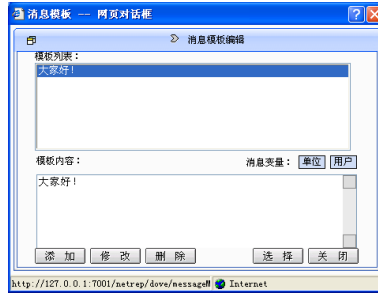 消息模板 -- 网页对话框
消息模板编辑
模板列表：
大家好！
模板内容： 消息变量： 单位 用户
大家好！
添 加 修 改 删 除 选 择 关 闭
http://127.0.0.1:7001/netrep/dove/messageM Internet